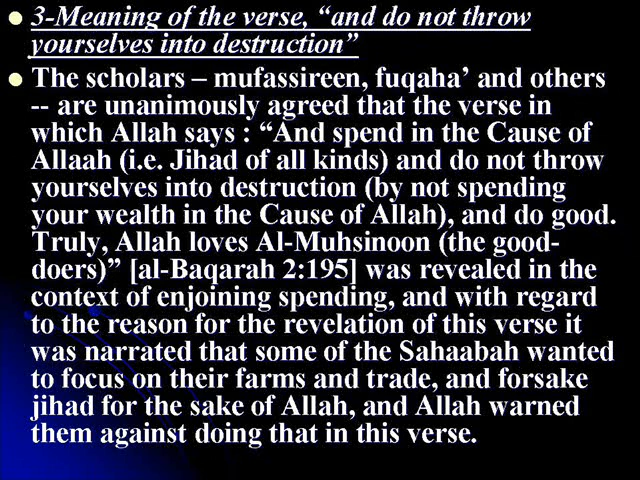 3-Meaning of the verse, “and do not throw
yourselves into destruction”
The scholars – mufassireen, fuqaha’ and others
-- are unanimously agreed that the verse in
which Allah says : “And spend in the Cause of
Allaah (i.e. Jihad of all kinds) and do not throw
yourselves into destruction (by not spending
your wealth in the Cause of Allah), and do good.
Truly, Allah loves Al-Muhsinoon (the good-
doers)” [al-Baqarah 2:195] was revealed in the
context of enjoining spending, and with regard
to the reason for the revelation of this verse it
was narrated that some of the Sahaabah wanted
to focus on their farms and trade, and forsake
jihad for the sake of Allah, and Allah warned
them against doing that in this verse.